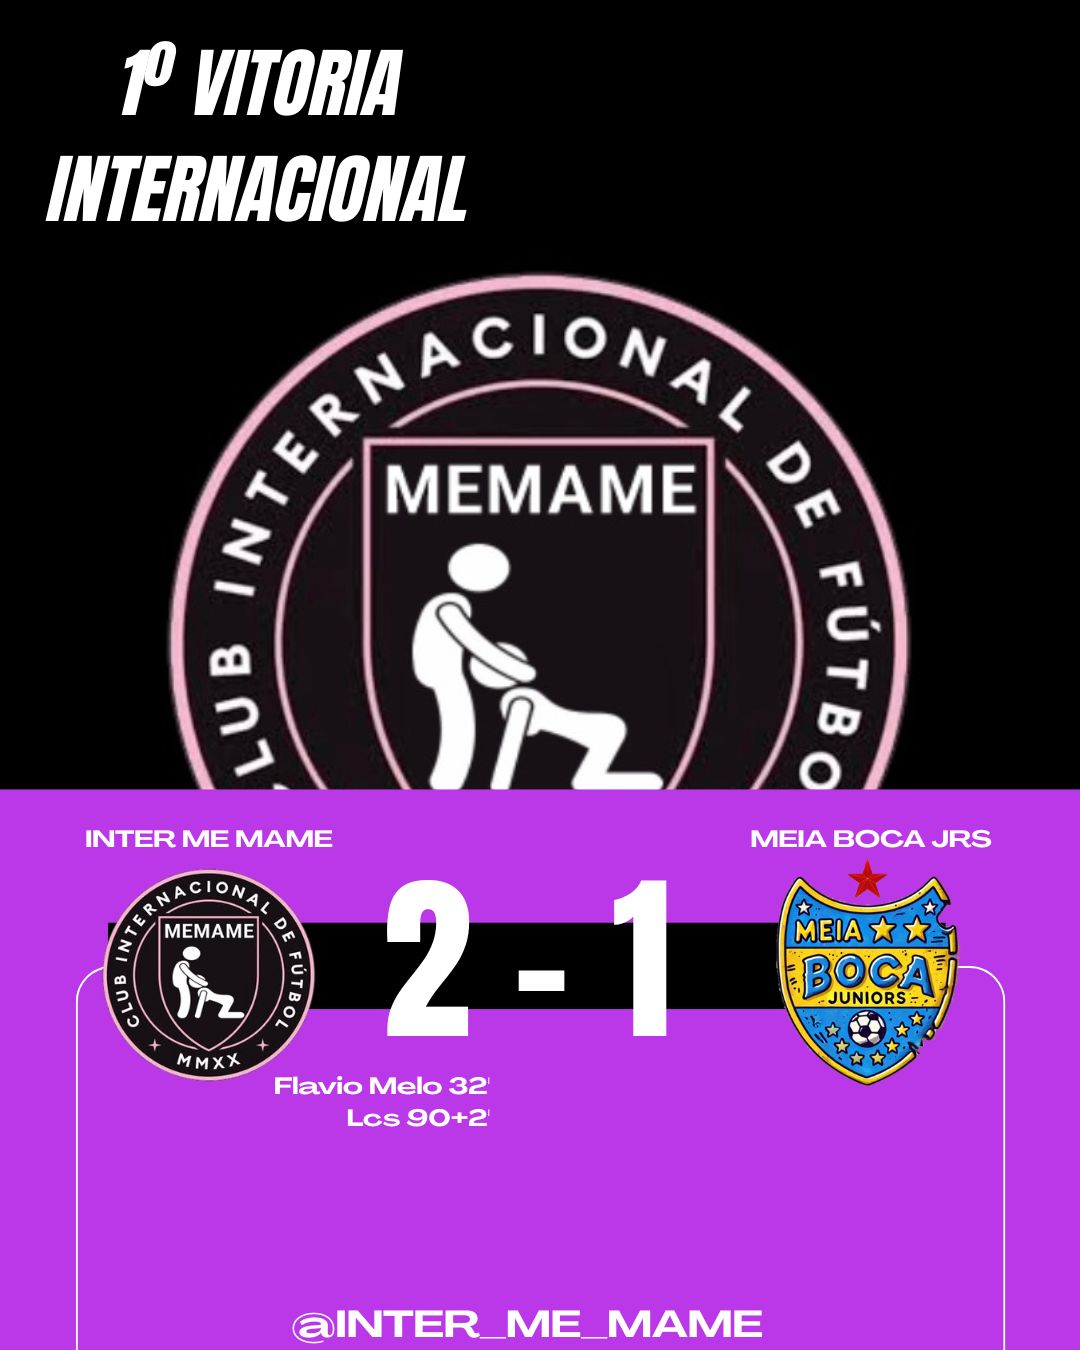 1º VITORIA
INTERNACIONAL
CLUB INTERNACIONAL DE FÚTBO
MEMAME
INTER ME MAME
MEIA BOCA JRS
CLUB INTERNACIONAL DE FÚTBOL
MEMAME
MMXX
2 - 1
MEIA
BOCA
JUNIORS
Flavio Melo 32'
Lcs 90+2'
@INTER_ME_MAME